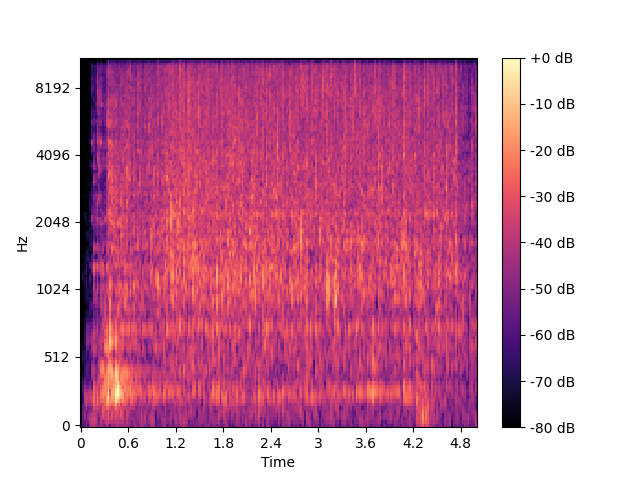 +0 dB
8192
-10 dB
4096
-20 dB
-30 dB
2048
Hz
-40 dB
1024
-50 dB
512
-60 dB
-70 dB
0
-80 dB
0 0.6 1.2 1.8 2.4 3 3.6 4.2 4.8
Time